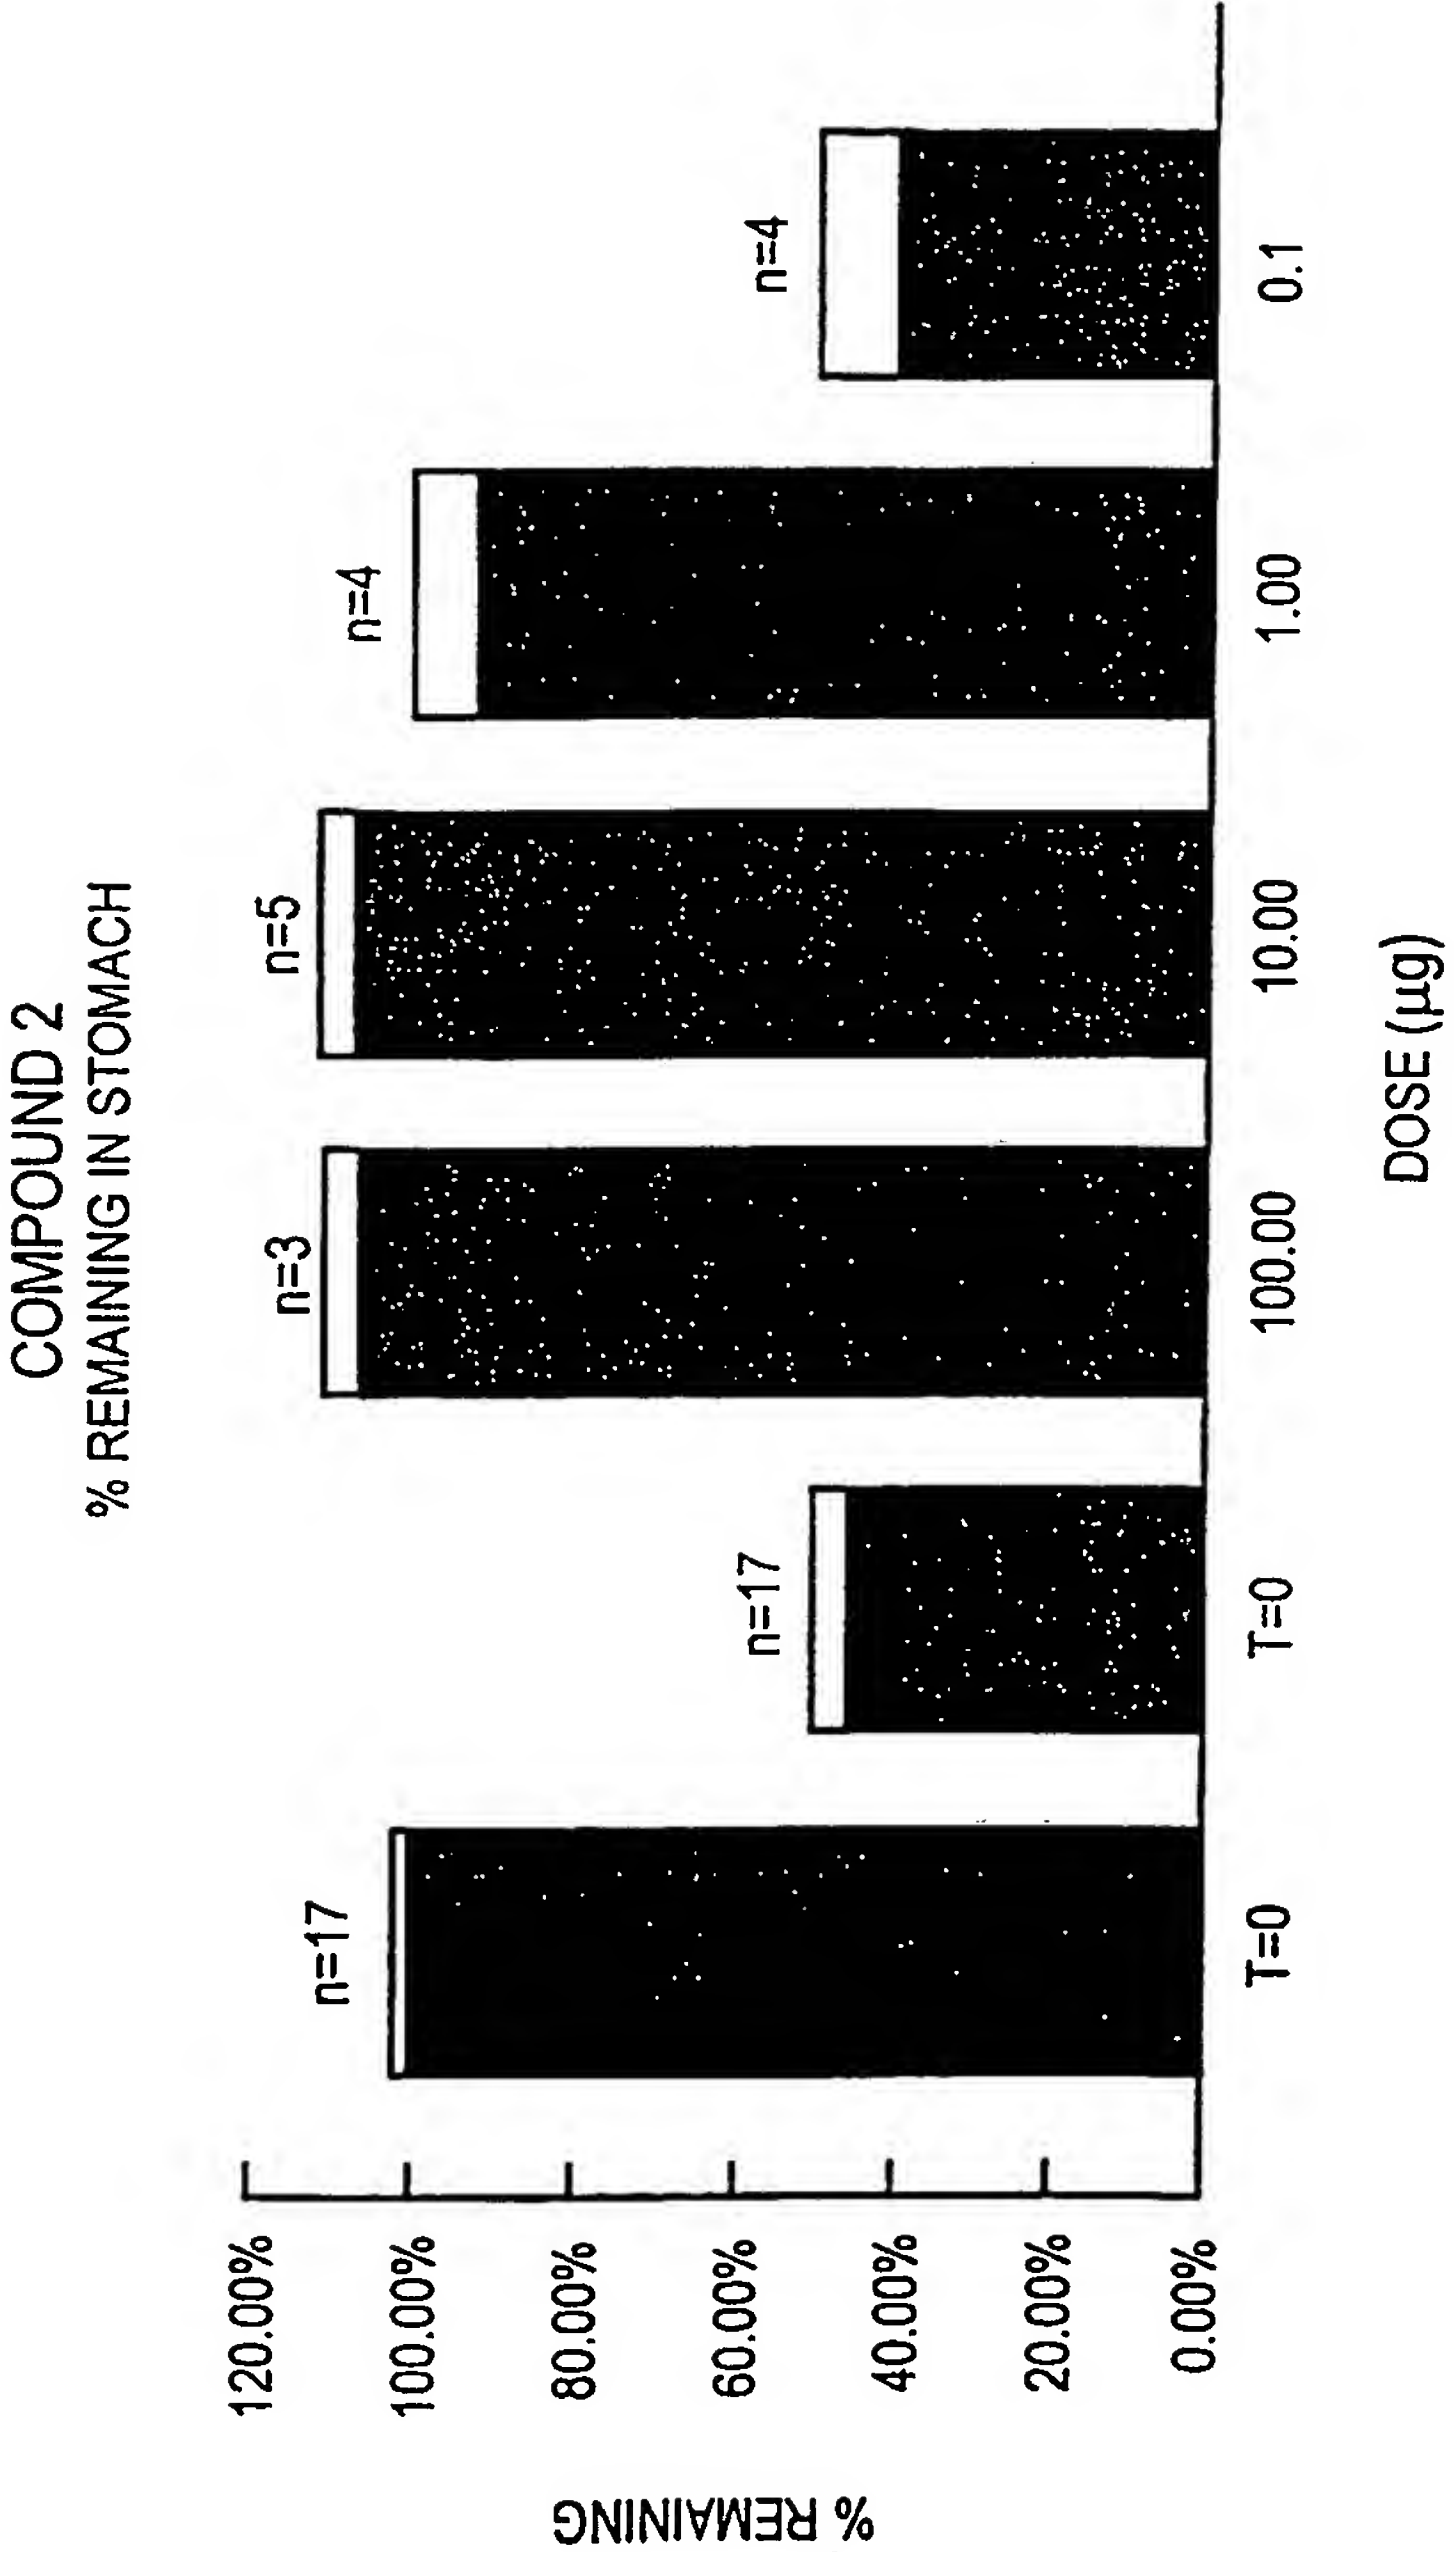 COMPOUND 2
% REMAINING IN STOMACH
% REMAINING
120.00%
100.00%
80.00%
60.00%
40.00%
20.00%
0.00%
n=17
n=17
n=3
n=5
n=4
n=4
T=0
T=0
100.00
10.00
1.00
0.1
DOSE (µg)